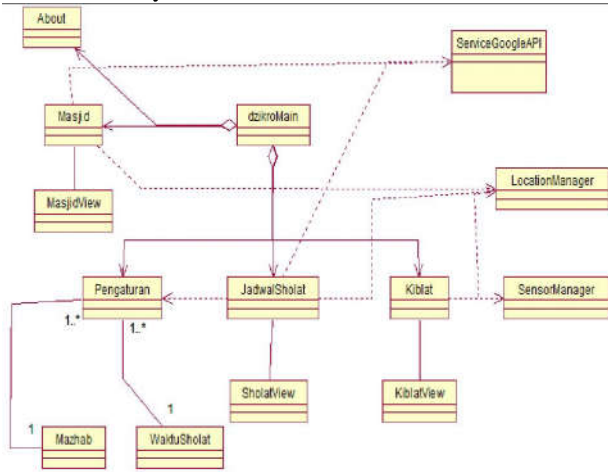 About
ServiceGoogleAPI
Masjid
dzikroMain
LocationManager
MasjidView
Pengaturan
JadwalSholat
Kiblat
SensorManager
1..*
1..*
SholatView
KiblatView
1
1
Mazhab
WaktuSholat